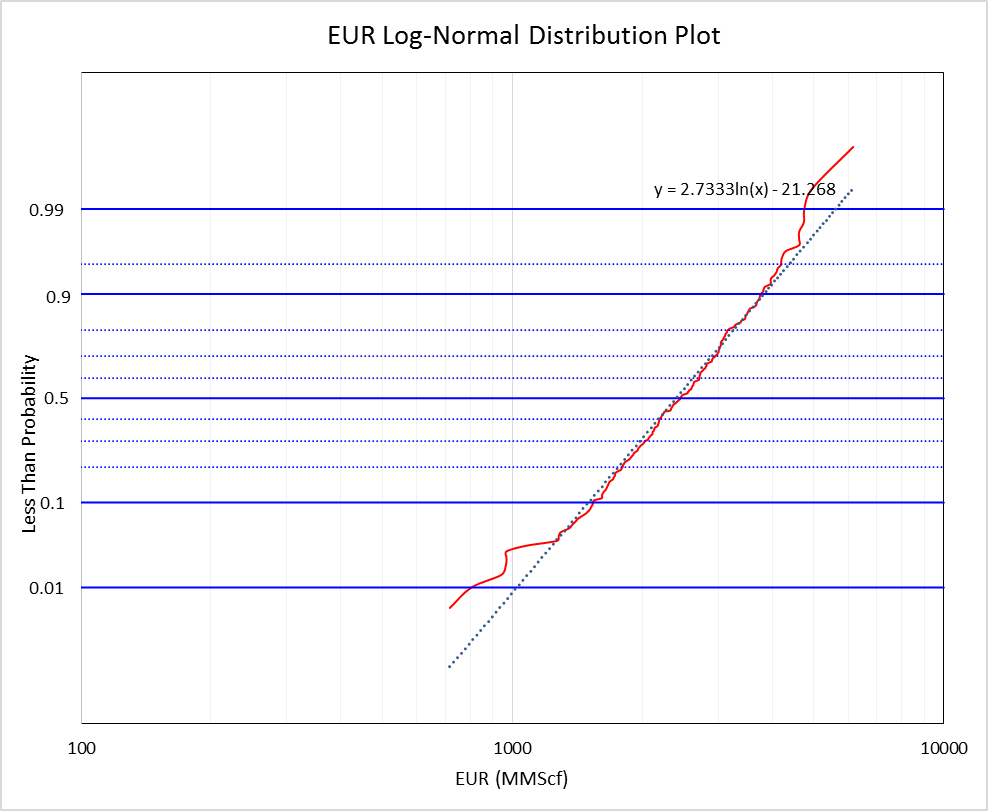 EUR Log-Normal Distribution Plot
y = 2.7333ln(x) - 21.268
0.99
0.9
0.5
0.1
0.01
Less Than Probability
100 1000 10000
EUR (MMScf)